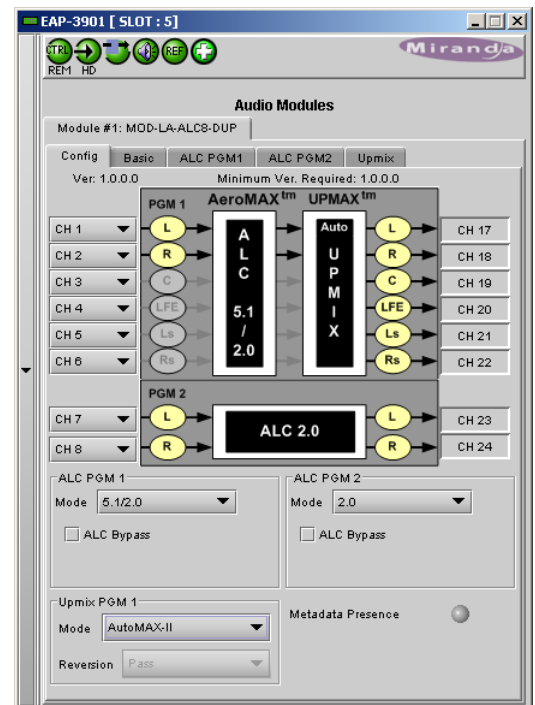 EAP-3901 [ SLOT : 5]
CTRL REF
REM HD
Miranda
Audio Modules
Module #1: MOD-LA-ALC8-DUP
Config Basic ALC PGM1 ALC PGM2 Upmix
Ver: 1.0.0.0 Minimum Ver. Required: 1.0.0.0
PGM 1 AeroMAX tm UPMAX tm
CH 1 L L CH 17
CH 2 R R CH 18
CH 3 C C CH 19
CH 4 LFE LFE CH 20
CH 5 Ls Ls CH 21
CH 6 Rs Rs CH 22
ALC 5.1 / 2.0
Auto UPMIX
PGM 2
CH 7 L L CH 23
ALC 2.0
CH 8 R R CH 24
ALC PGM 1 ALC PGM 2
Mode 5.1/2.0 Mode 2.0
ALC Bypass ALC Bypass
Upmix PGM 1
Mode AutoMAX-II
Metadata Presence
Reversion Pass